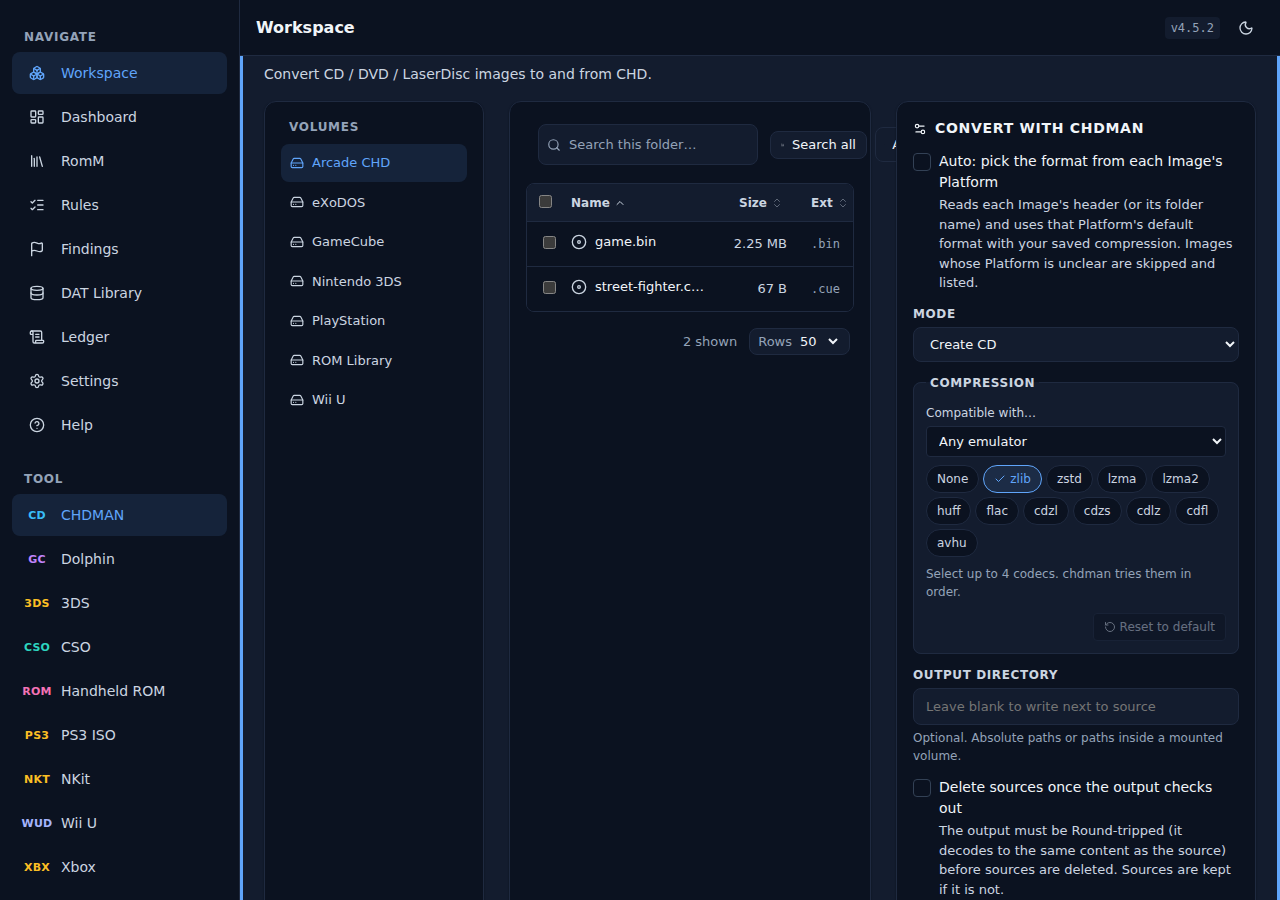 NAVIGATE
Workspace
Dashboard
RomM
Rules
Findings
DAT Library
Ledger
Settings
Help
TOOL
CD CHDMAN
GC Dolphin
3DS 3DS
CSO CSO
ROM Handheld ROM
PS3 PS3 ISO
NKT NKit
WUD Wii U
XBX Xbox
Workspace
v4.5.2
Convert CD / DVD / LaserDisc images to and from CHD.
VOLUMES
Arcade CHD
eXoDOS
GameCube
Nintendo 3DS
PlayStation
ROM Library
Wii U
Search this folder…
Search all
Name Size Ext
game.bin 2.25 MB .bin
street-fighter.c… 67 B .cue
2 shown Rows 50
CONVERT WITH CHDMAN
Auto: pick the format from each Image's
Platform
Reads each Image's header (or its folder
name) and uses that Platform's default
format with your saved compression. Images
whose Platform is unclear are skipped and
listed.
MODE
Create CD
COMPRESSION
Compatible with…
Any emulator
None zlib zstd lzma lzma2
huff flac cdzl cdzs cdlz cdfl
avhu
Select up to 4 codecs. chdman tries them in
order.
Reset to default
OUTPUT DIRECTORY
Leave blank to write next to source
Optional. Absolute paths or paths inside a mounted
volume.
Delete sources once the output checks
out
The output must be Round-tripped (it
decodes to the same content as the source)
before sources are deleted. Sources are kept
if it is not.